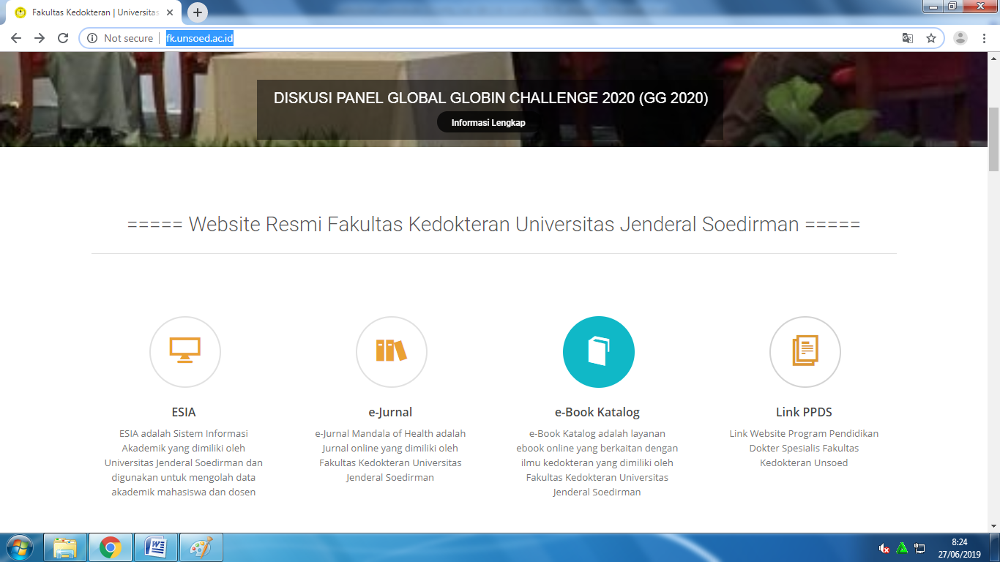 Fakultas Kedokteran | Universitas
Not secure
fk.unsoed.ac.id
DISKUSI PANEL GLOBAL GLOBIN CHALLENGE 2020 (GG 2020)
Informasi Lengkap
===== Website Resmi Fakultas Kedokteran Universitas Jenderal Soedirman =====
ESIA
ESIA adalah Sistem Informasi
Akademik yang dimiliki oleh
Universitas Jenderal Soedirman dan
digunakan untuk mengolah data
akademik mahasiswa dan dosen
e-Jurnal
e-Jurnal Mandala of Health adalah
Jurnal online yang dimiliki oleh
Fakultas Kedokteran Universitas
Jenderal Soedirman
e-Book Katalog
e-Book Katalog adalah layanan
ebook online yang berkaitan dengan
ilmu kedokteran yang dimiliki oleh
Fakultas Kedokteran Universitas
Jenderal Soedirman
Link PPDS
Link Website Program Pendidikan
Dokter Spesialis Fakultas
Kedokteran Unsoed
8:24
27/06/2019